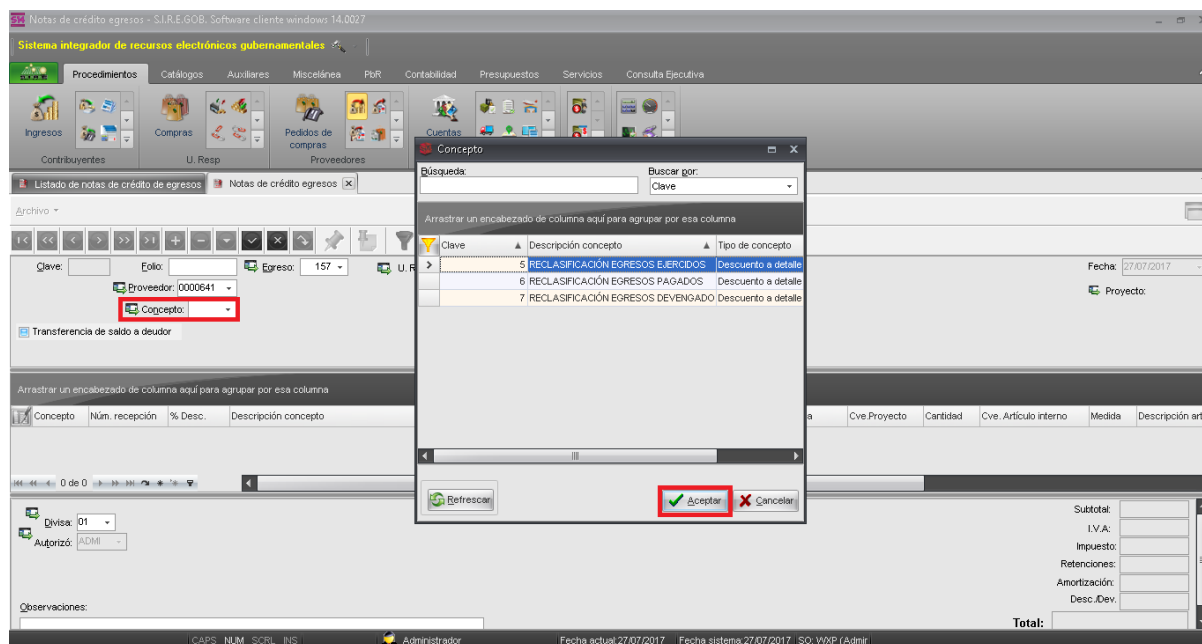 Notas de crédito egresos - S.I.R.E.GOB. Software cliente windows 14.0027
Sistema integrador de recursos electrónicos gubernamentales
Procedimientos Catálogos Auxiliares Miscelánea PbR Contabilidad Presupuestos Servicios Consulta Ejecutiva
Ingresos Compras Pedidos de compras Cuentas
Contribuyentes U. Resp Proveedores
Listado de notas de crédito de egresos Notas de crédito egresos
Archivo
Clave: Folio: Egreso: 157 U. R Fecha: 27/07/2017
Proveedor: 0000641 Proyecto:
Concepto:
Transferencia de saldo a deudor
Concepto
Búsqueda: Buscar por:
Clave
Arrastrar un encabezado de columna aquí para agrupar por esa columna
Clave Descripción concepto Tipo de concepto
5 RECLASIFICACIÓN EGRESOS EJERCIDOS Descuento a detalle
6 RECLASIFICACIÓN EGRESOS PAGADOS Descuento a detalle
7 RECLASIFICACIÓN EGRESOS DEVENGADO Descuento a detalle
Refrescar Aceptar Cancelar
Arrastrar un encabezado de columna aquí para agrupar por esa columna
Concepto Núm. recepción % Desc. Descripción concepto a Cve.Proyecto Cantidad Cve. Artículo interno Medida Descripción art
0 de 0
Divisa: 01
Autorizó: ADMI
Observaciones:
Subtotal:
I.V.A:
Impuesto:
Retenciones:
Amortización:
Desc./Dev.
Total:
CAPS NUM SCRL INS Administrador Fecha actual:27/07/2017 Fecha sistema:27/07/2017 SO: WXP (Admir